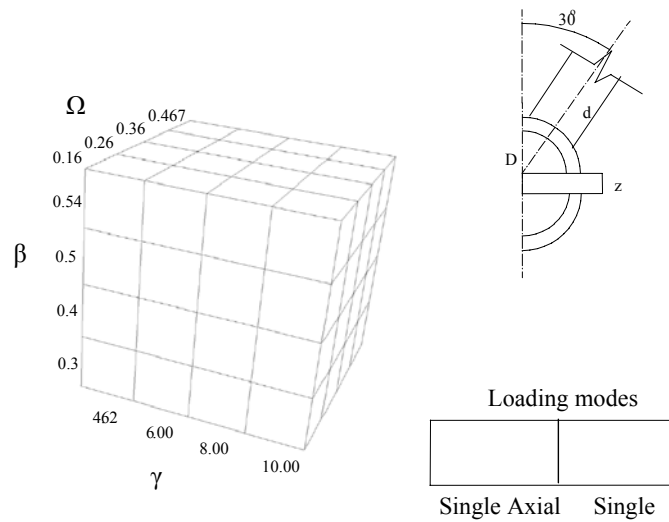 Ω
0.467
0.36
0.26
0.16
0.54
β
0.5
0.4
0.3
462
6.00
8.00
10.00
γ
30°
d
D
z
Loading modes
Single Axial Single